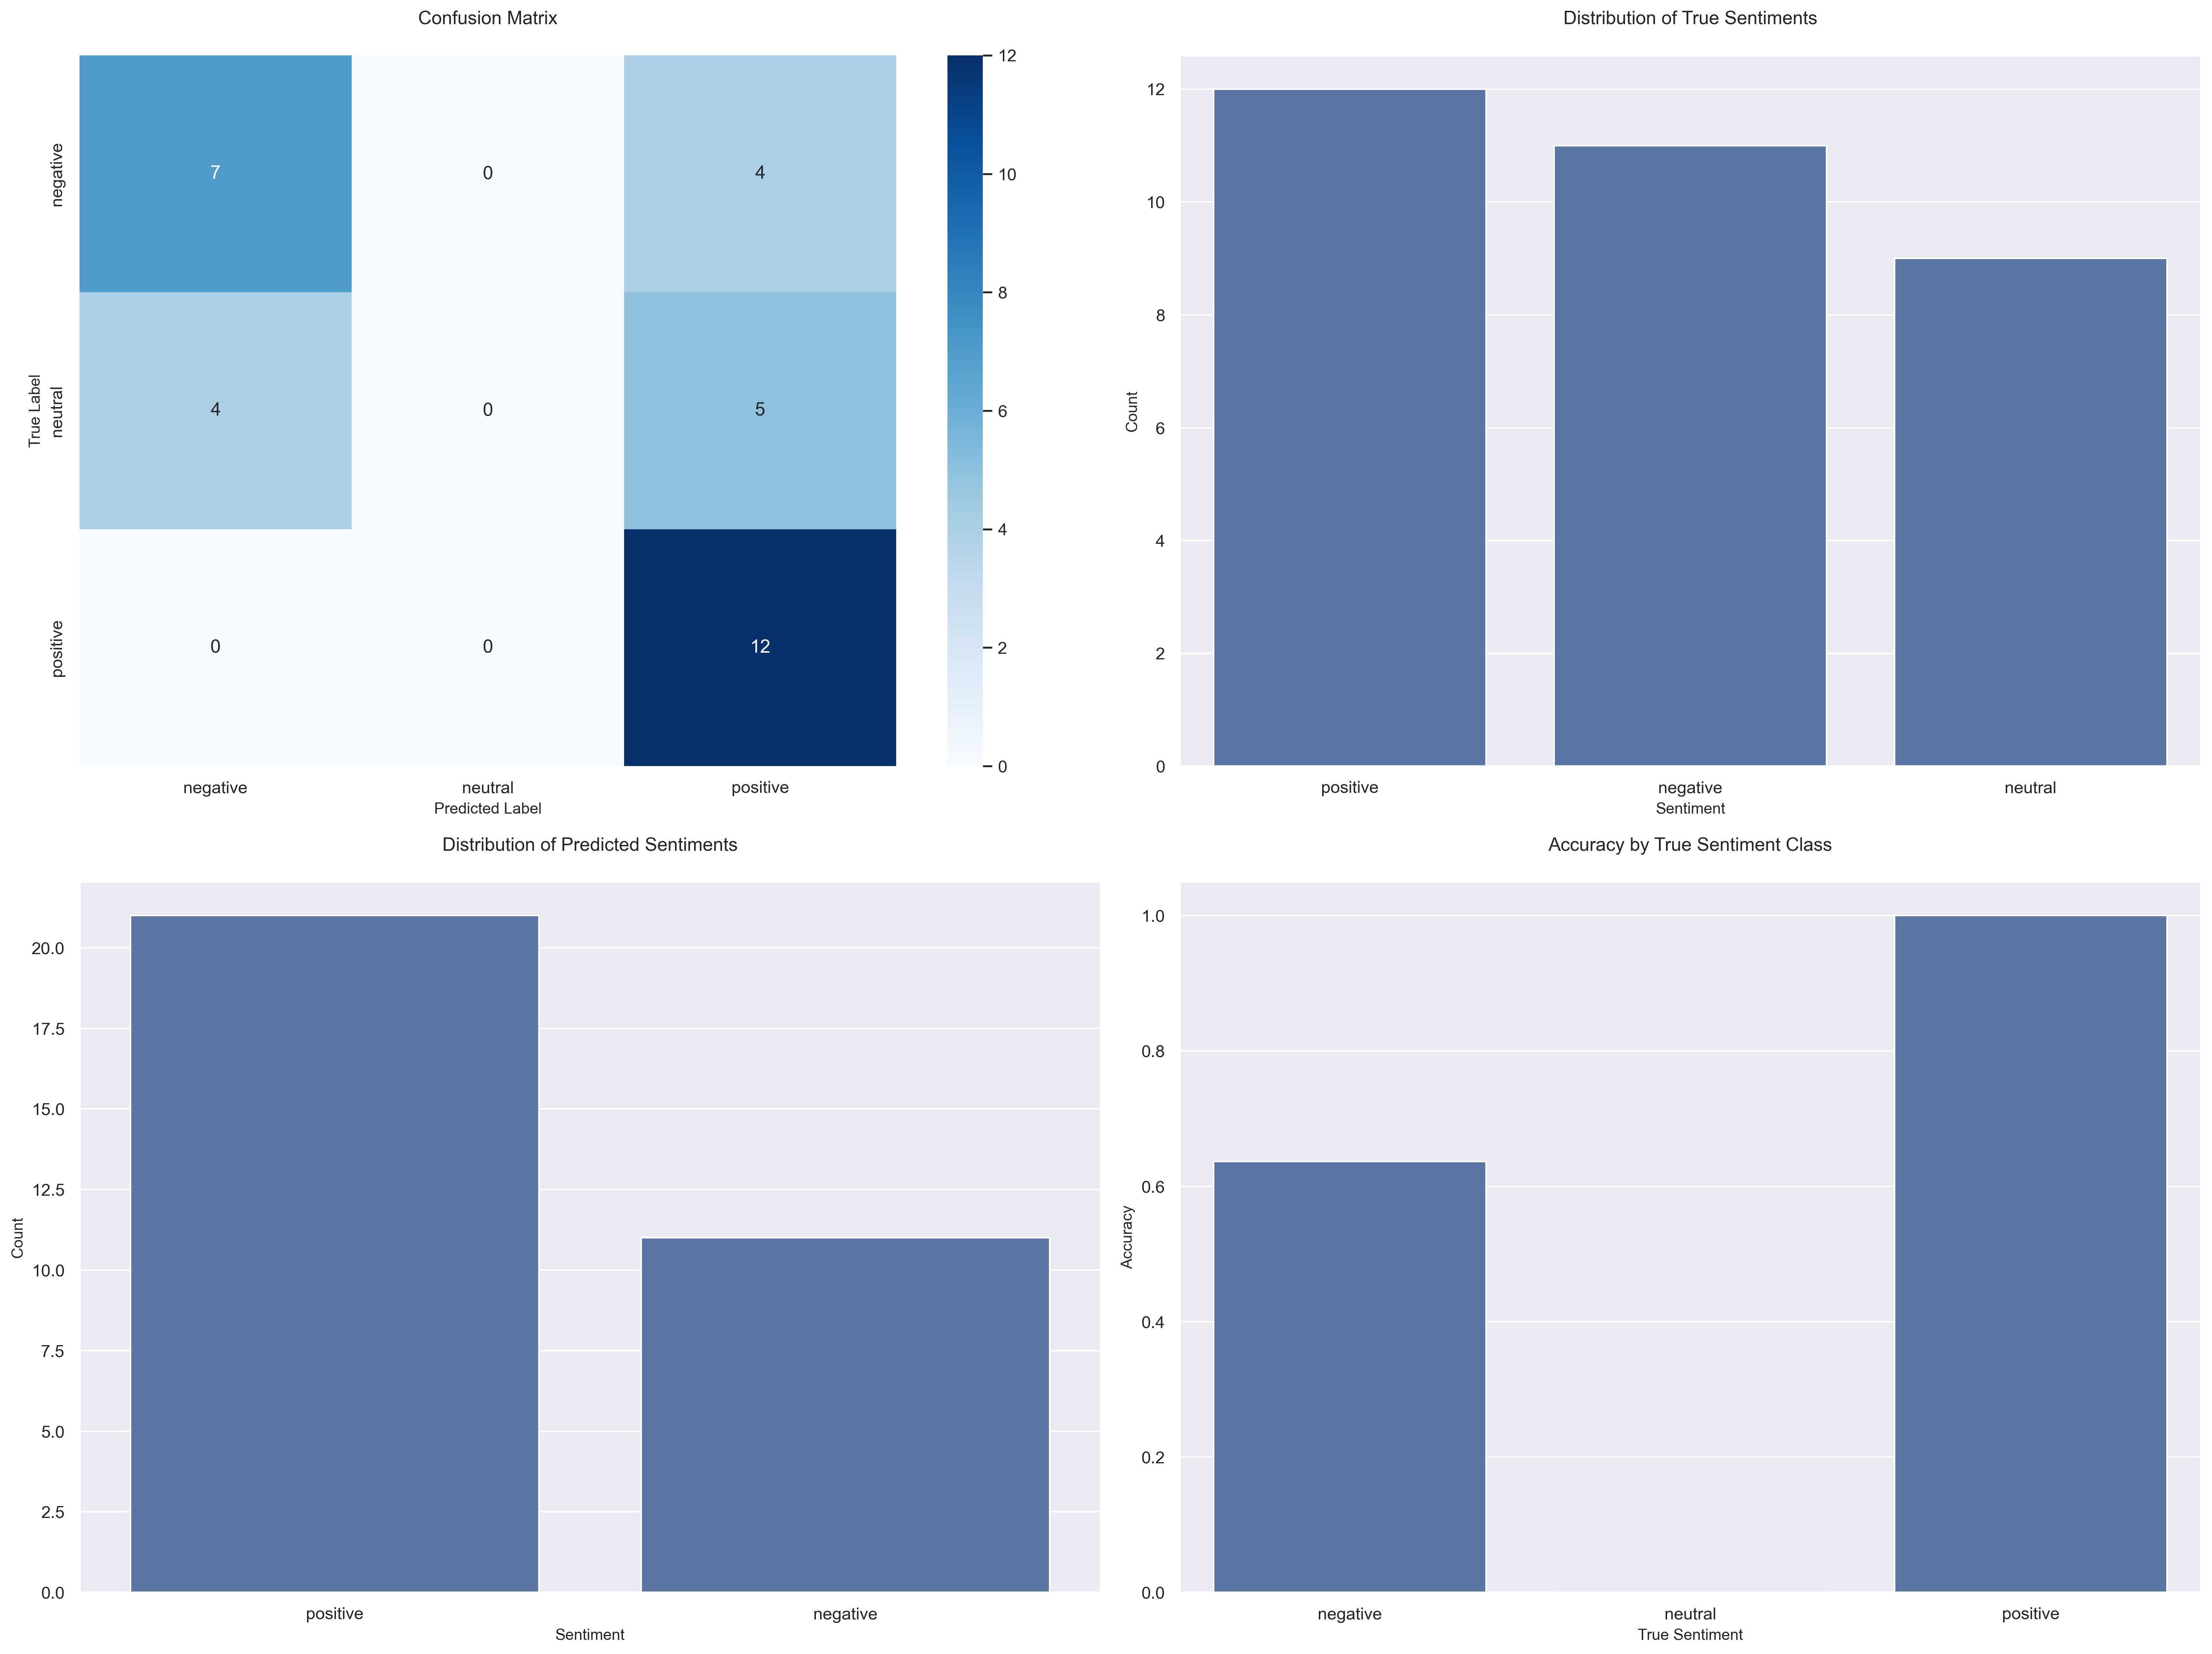 Confusion Matrix
True Label
negative
neutral
positive
7
0
4
4
0
5
0
0
12
negative
neutral
positive
Predicted Label
12
10
8
6
4
2
0
Distribution of True Sentiments
Count
12
10
8
6
4
2
0
positive
negative
neutral
Sentiment
Distribution of Predicted Sentiments
Count
20.0
17.5
15.0
12.5
10.0
7.5
5.0
2.5
0.0
positive
negative
Sentiment
Accuracy by True Sentiment Class
Accuracy
1.0
0.8
0.6
0.4
0.2
0.0
negative
neutral
positive
True Sentiment